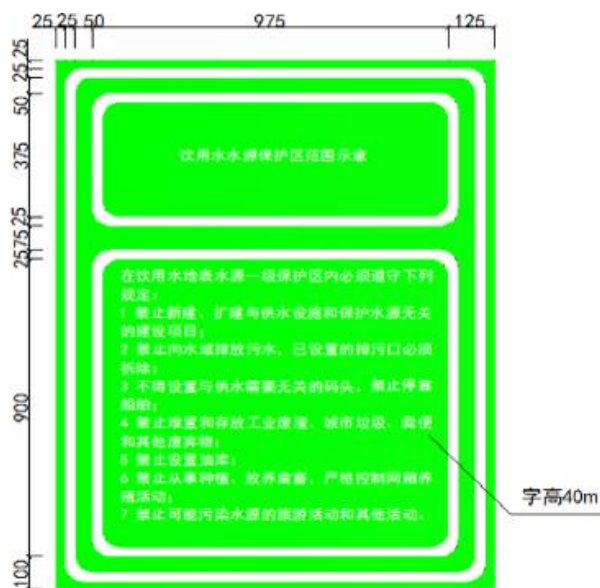 25 25 50 975 125
25
25
50
375
25
75
25
900
100
饮用水水源保护区范围示意
在饮用水地表水源一级保护区内必须遵守下列
规定：
1 禁止新建、扩建与供水设施和保护水源无关
的建设项目；
2 禁止向水域排放污水，已设置的排污口必须
拆除；
3 不得设置与供水需要无关的码头，禁止停靠
船舶；
4 禁止堆置和存放工业废渣、城市垃圾、粪便
和其他废弃物；
5 禁止设置油库；
6 禁止从事种植、放养禽畜，严格控制网箱养
殖活动；
7 禁止可能污染水源的旅游活动和其他活动。
字高40m